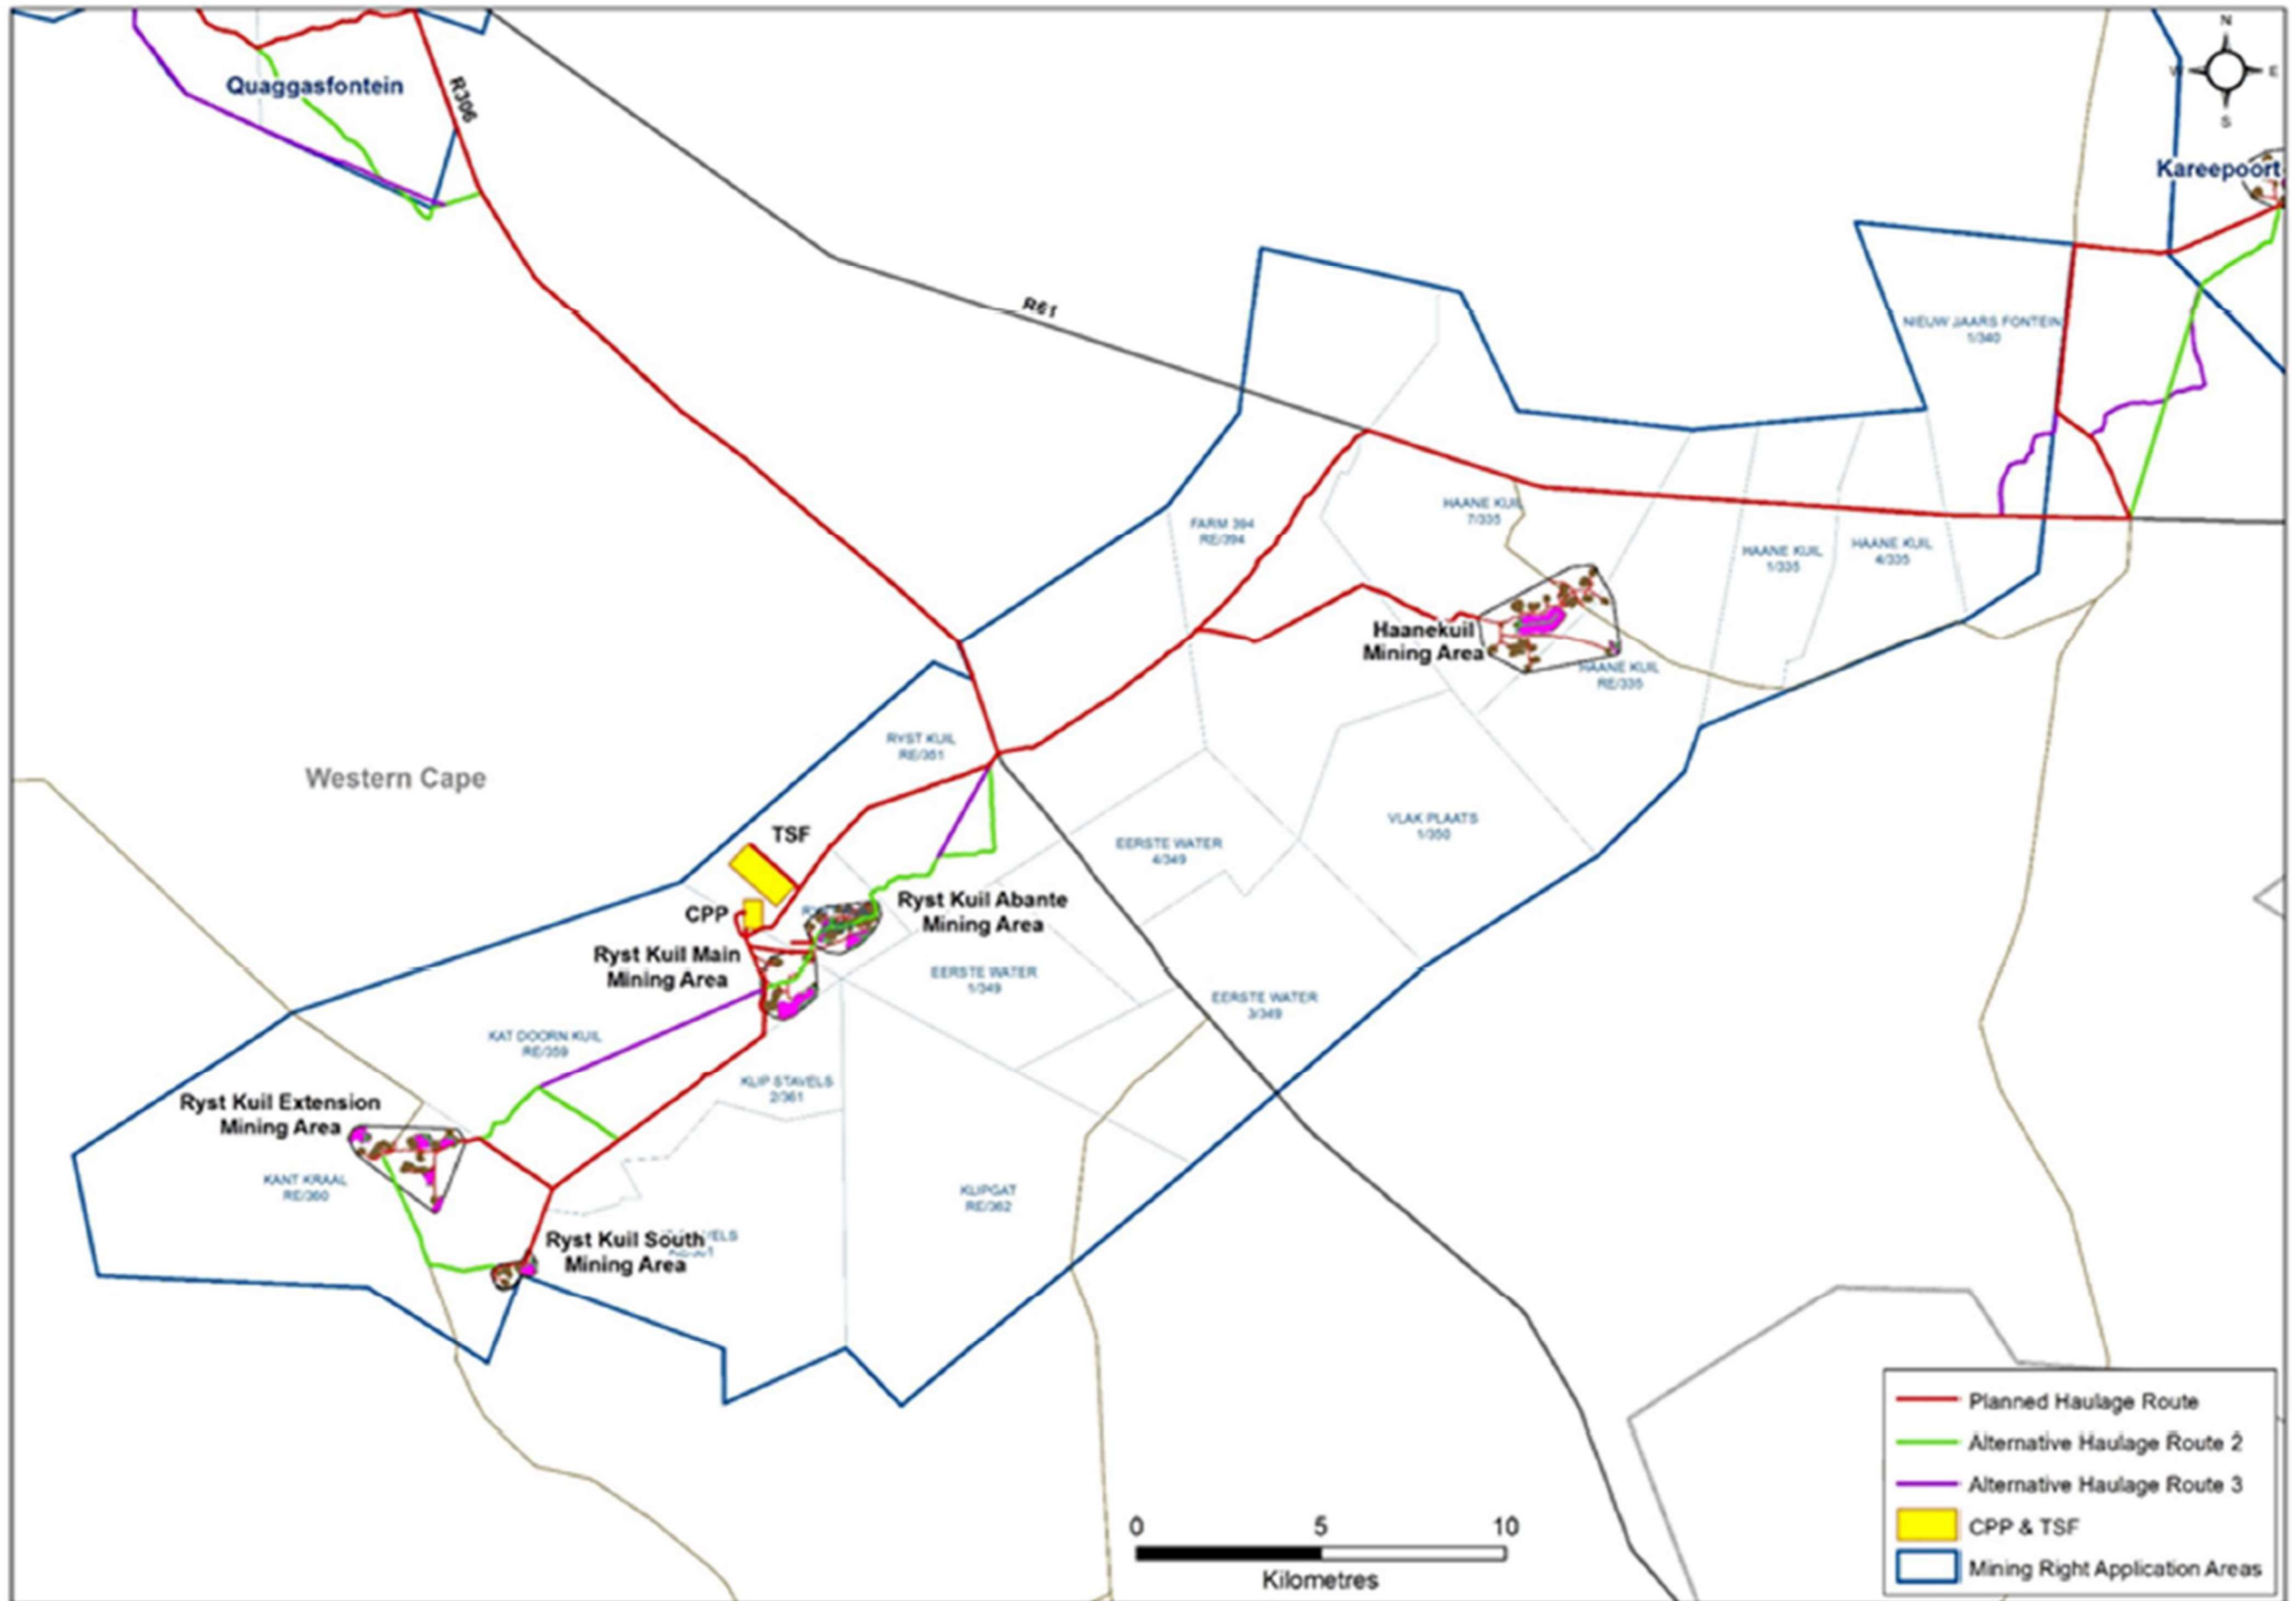 N
W
E
S
Quaggasfontein
R306
Kareepoort
R61
NIEUW JAARS FONTEIN
1/340
HAANE KUIL
7/335
FARM 394
RE/394
HAANE KUIL
1/335
HAANE KUIL
4/335
Haanekuil
Mining Area
HAANE KUIL
RE/335
RYST KUIL
RE/351
Western Cape
VLAK PLAATS
1/350
TSF
EERSTE WATER
4/349
CPP
Ryst Kuil Abante
Mining Area
Ryst Kuil Main
Mining Area
EERSTE WATER
1/349
EERSTE WATER
3/349
KAT DOORN KUIL
RE/359
KLIP STAVELS
2/361
Ryst Kuil Extension
Mining Area
KANT KRAAL
RE/360
KLIPGAT
RE/362
Ryst Kuil South
Mining Area
Planned Haulage Route
Alternative Haulage Route 2
Alternative Haulage Route 3
CPP & TSF
Mining Right Application Areas
0 5 10
Kilometres